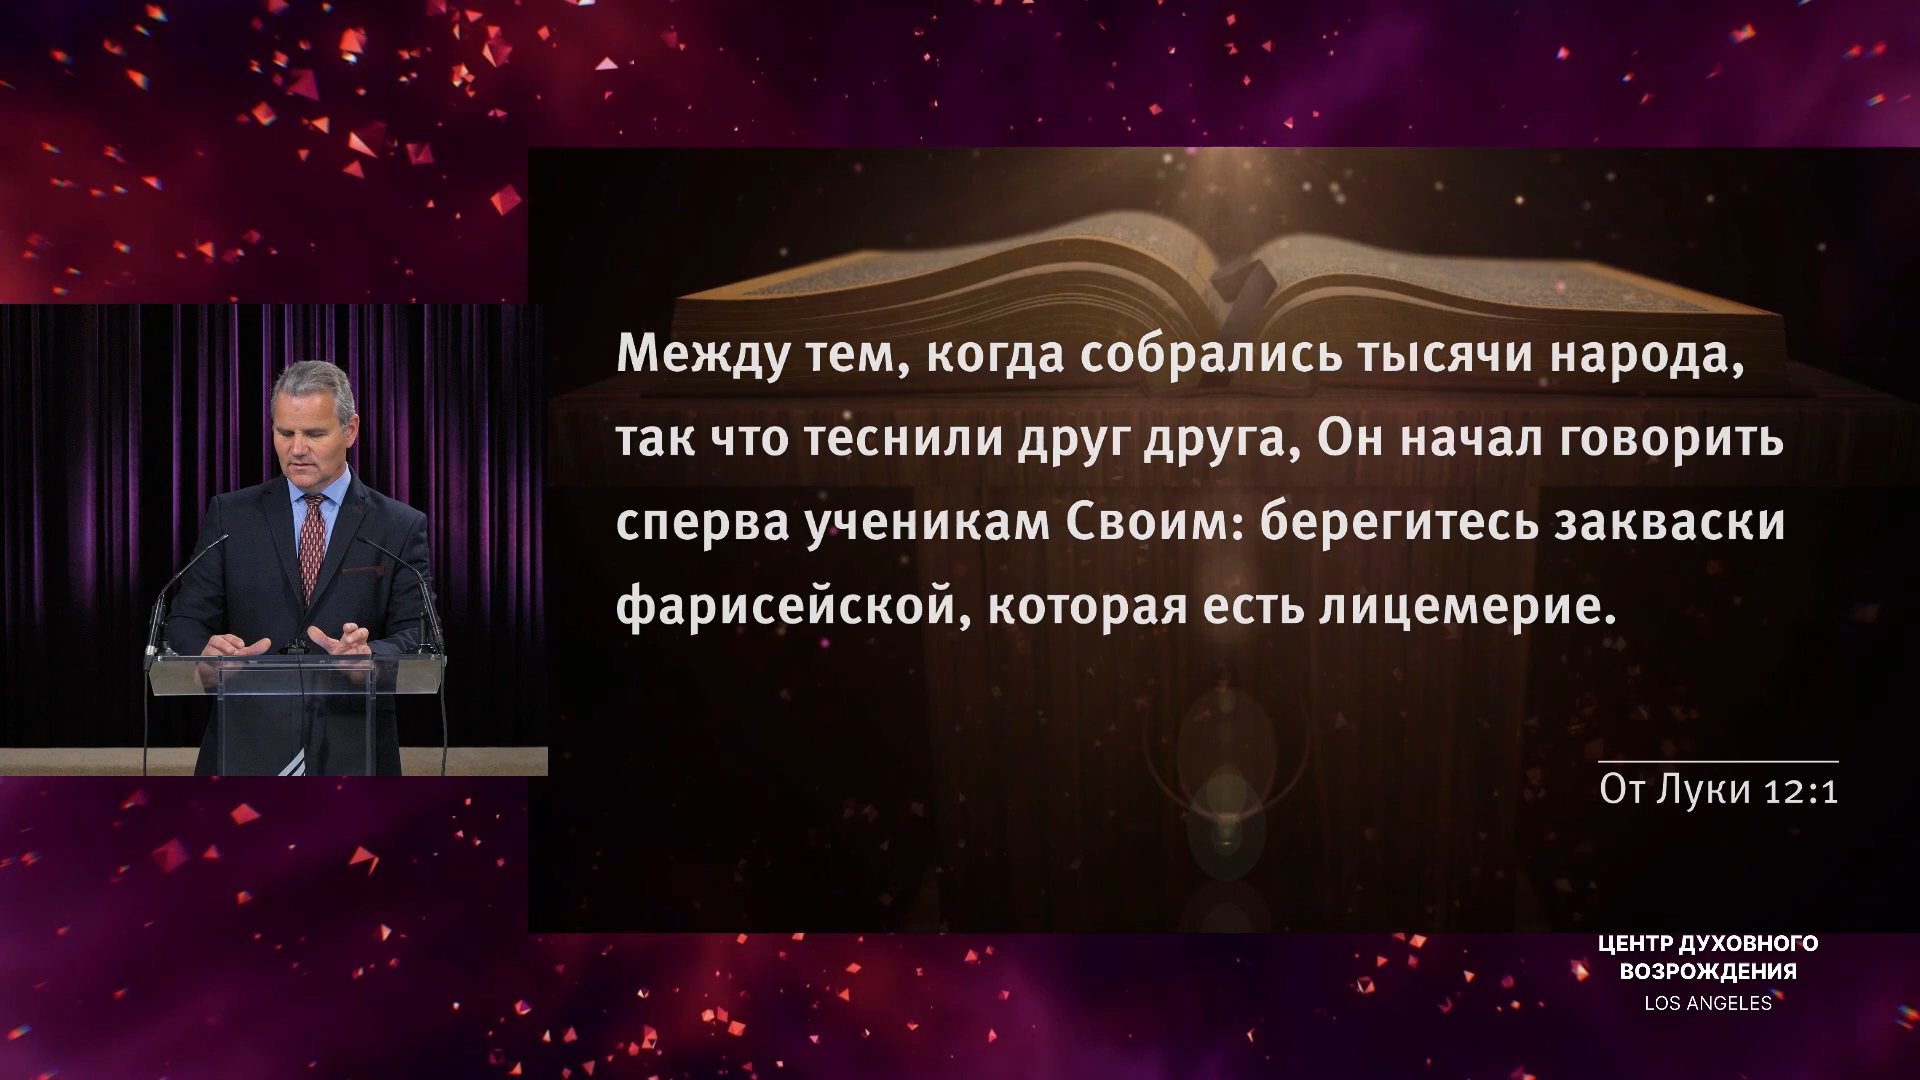 Между тем, когда собрались тысячи народа,
так что теснили друг друга, Он начал говорить
сперва ученикам Своим: берегитесь закваски
фарисейской, которая есть лицемерие.
От Луки 12:1
ЦЕНТР ДУХОВНОГО
ВОЗРОЖДЕНИЯ
LOS ANGELES